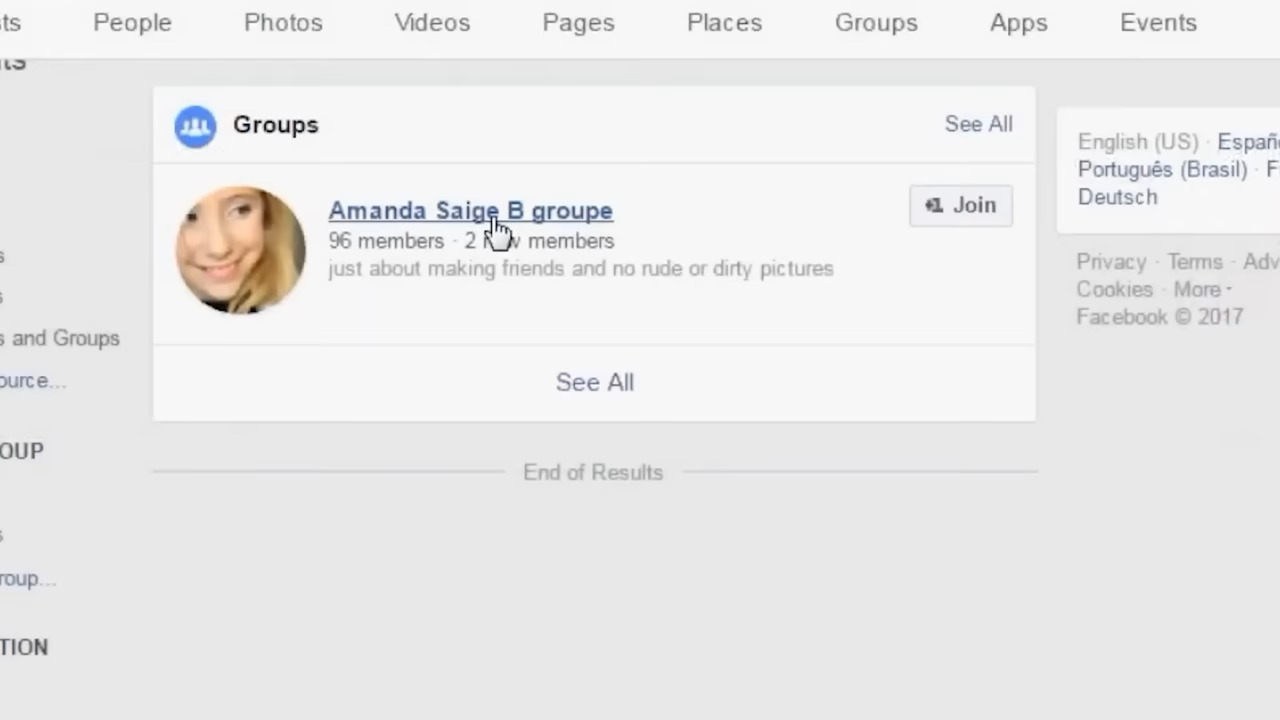 People Photos Videos Pages Places Groups Apps Events
Groups
See All
Amanda Saige B groupe
Join
96 members · 2 members
just about making friends and no rude or dirty pictures
See All
End of Results
English (US) ·
Português (Brasil) ·
Deutsch
Privacy · Terms ·
Cookies · More
Facebook © 2017
s and Groups